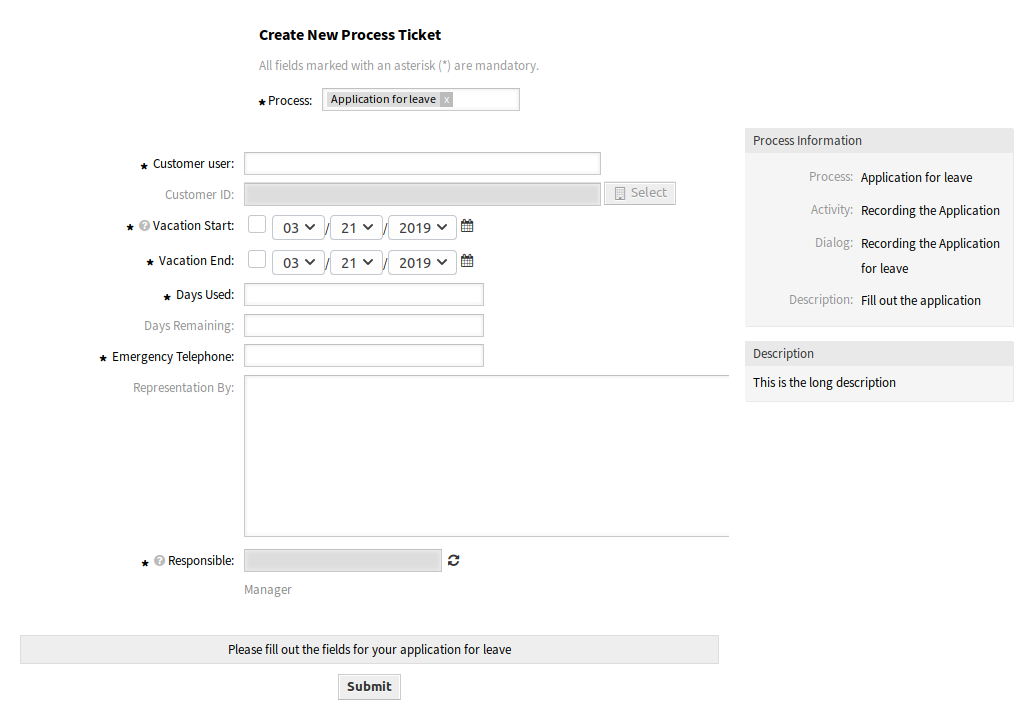 Create New Process Ticket
All fields marked with an asterisk (*) are mandatory.
* Process: Application for leave x
* Customer user:
Customer ID: Select
* ? Vacation Start: 03 / 21 / 2019
* Vacation End: 03 / 21 / 2019
* Days Used:
Days Remaining:
* Emergency Telephone:
Representation By:
* ? Responsible:
Manager
Please fill out the fields for your application for leave
Submit
Process Information
Process: Application for leave
Activity: Recording the Application
Dialog: Recording the Application
for leave
Description: Fill out the application
Description
This is the long description